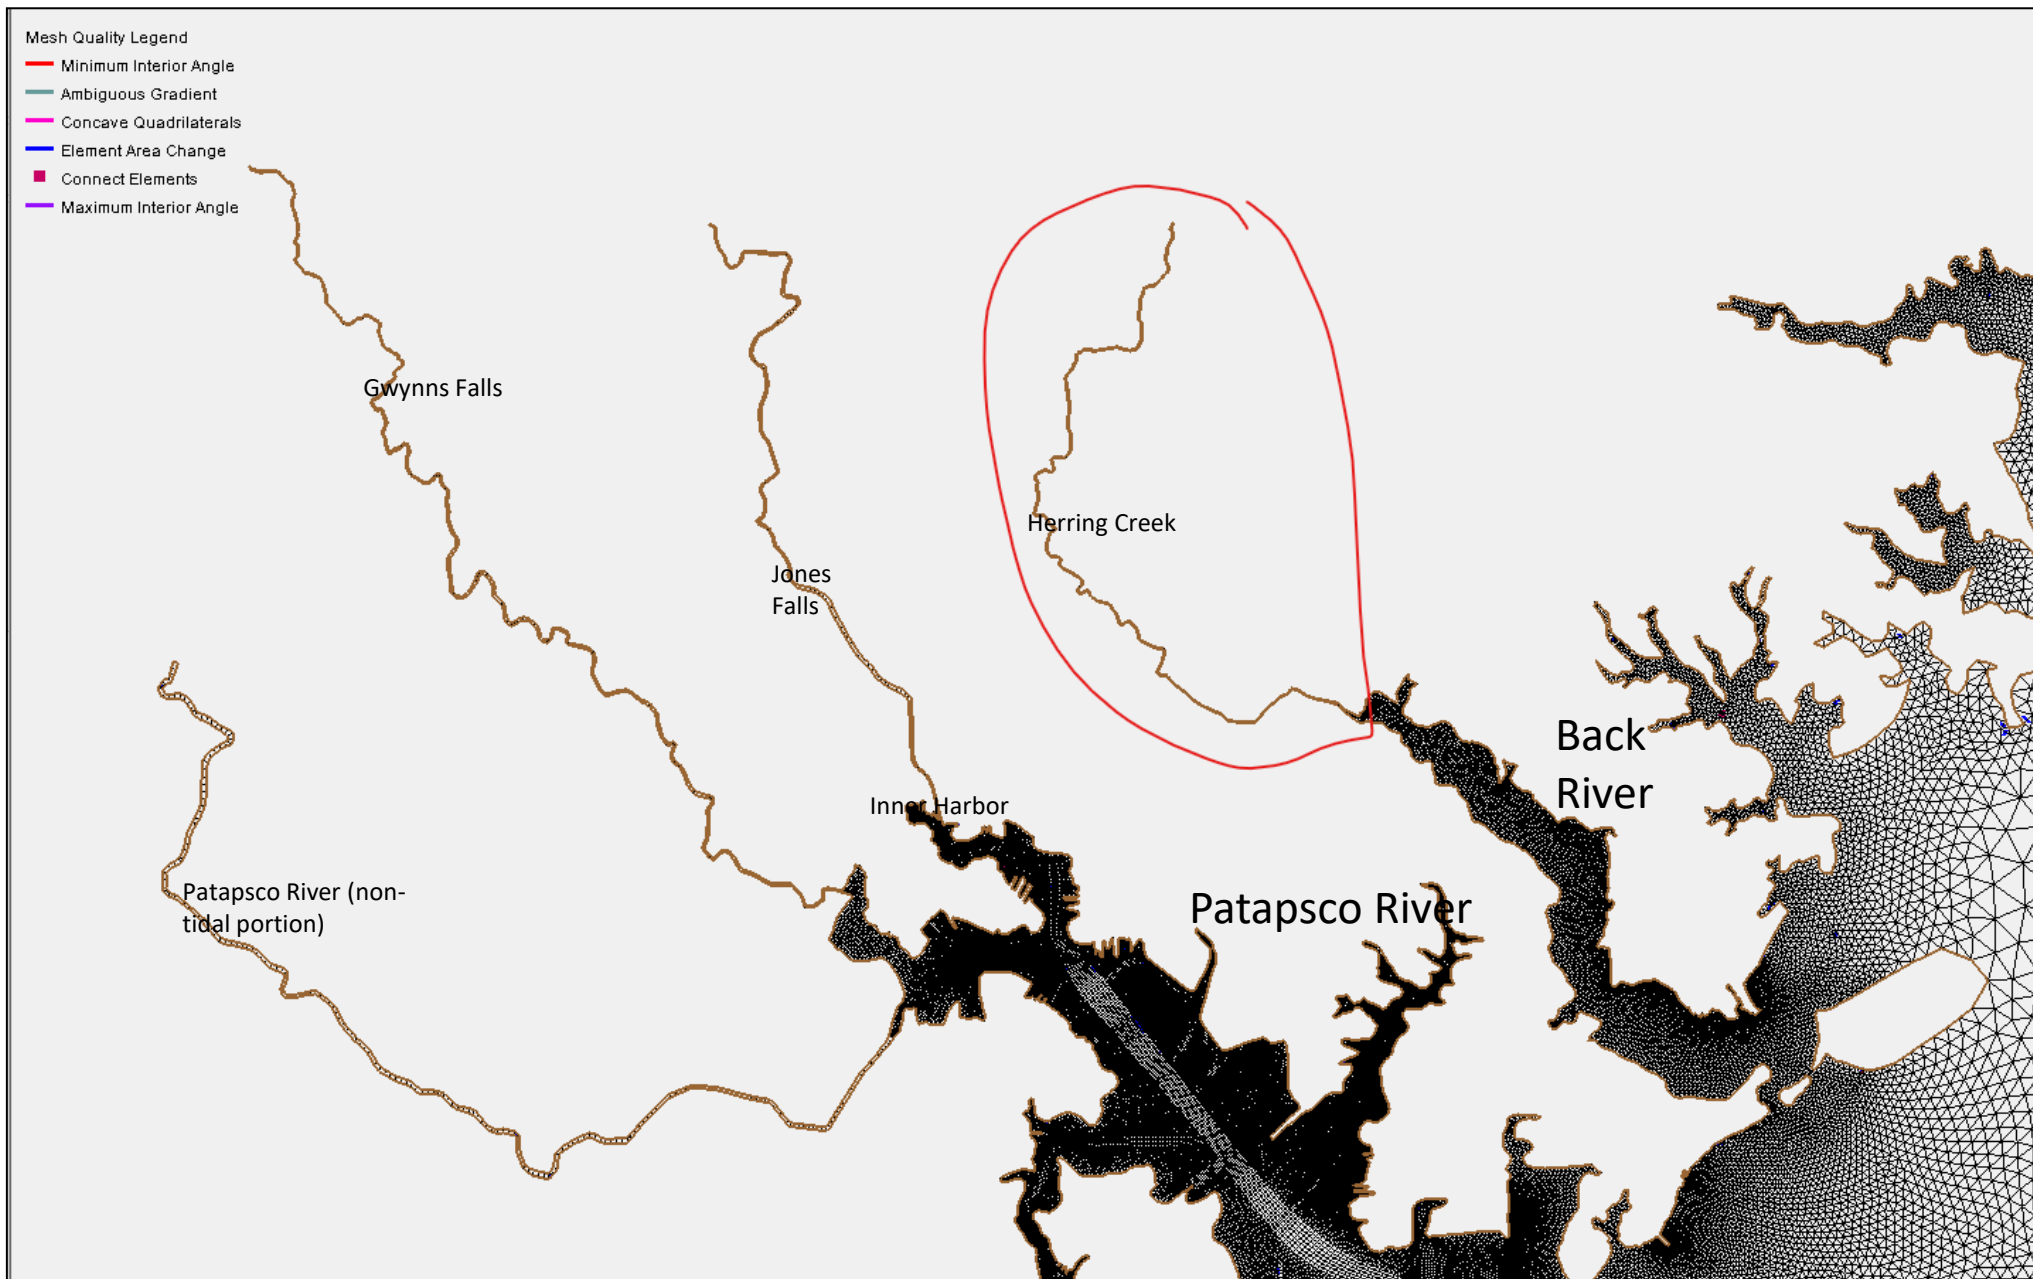 Mesh Quality Legend
Minimum Interior Angle
Ambiguous Gradient
Concave Quadrilaterals
Element Area Change
Connect Elements
Maximum Interior Angle
Gwynns Falls
Herring Creek
Jones
Falls
Back
River
Inner Harbor
Patapsco River (non-
tidal portion)
Patapsco River